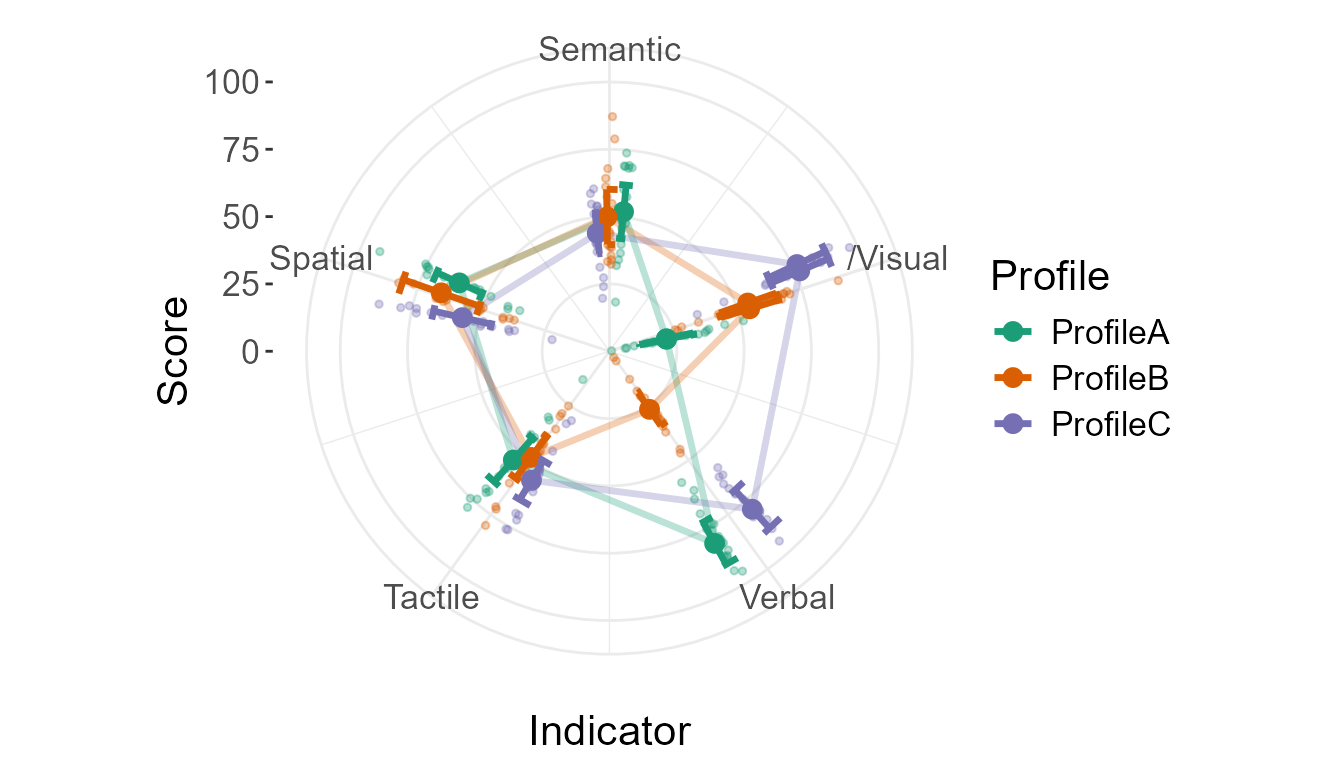 Semantic
100
75
50
25
0
Score
Spatial
/Visual
Tactile
Verbal
Indicator
Profile
ProfileA
ProfileB
ProfileC